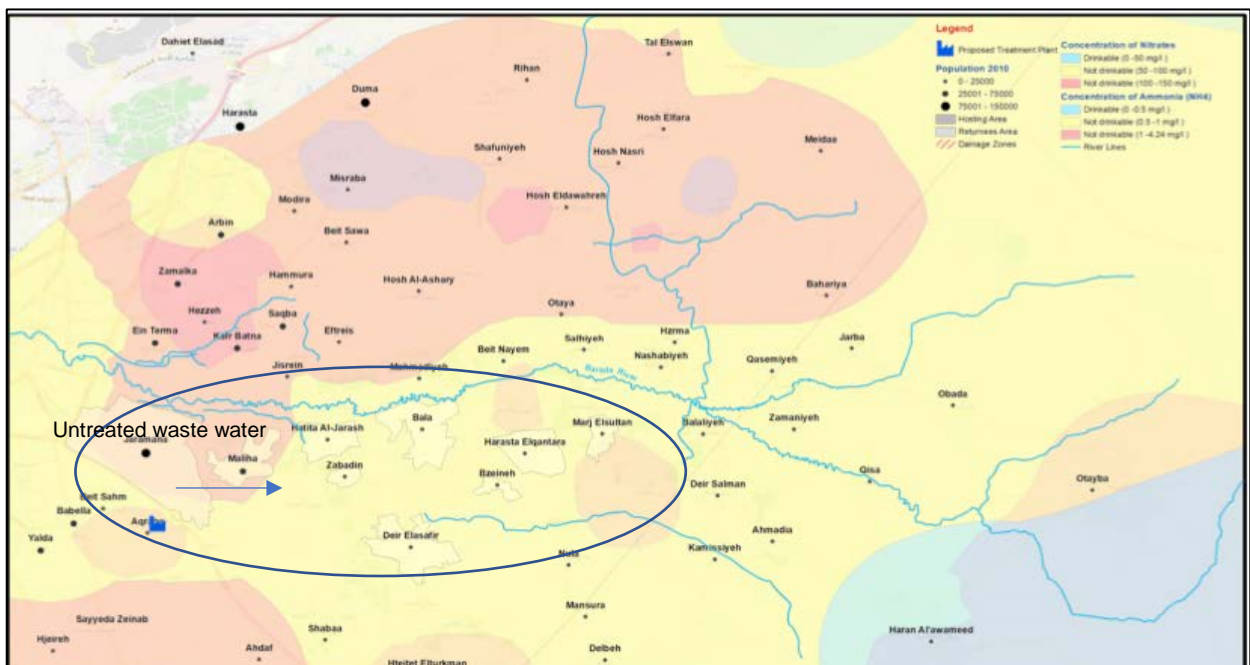 Legend
Proposed Treatment Plant
Population 2010
0 - 25000
25001 - 75000
75001 - 150000
Hosting Area
Returnees Area
Damage Zones
Concentration of Nitrates
Drinkable (0 -50 mg/l )
Not drinkable (50 -100 mg/l )
Not drinkable (100 -150 mg/l )
Concentration of Ammonia (NH4)
Drinkable (0 -0.5 mg/l )
Not drinkable (0.5 -1 mg/l )
Not drinkable (1 -4.24 mg/l )
River Lines
Dahiet Elasad
Tal Elswan
Rihan
Duma
Harasta
Hosh Elfara
Meidaa
Shafuniyeh
Hosh Nasri
Misraba
Hosh Eldawahreh
Modira
Arbin
Beit Sawa
Zamalka
Hammura
Hosh Al-Ashary
Bahariya
Hezzeh
Saqba
Otaya
Ein Terma
Kafr Batna
Eftreis
Salhiyeh
Hzrma
Jarba
Beit Nayem
Nashabiyeh
Qasemiyeh
Jisrein
Mohmediyeh
Barada River
Obada
Bala
Marj Elsultan
Zamaniyeh
Untreated waste water
Hatita Al-Jarash
Balaliyeh
Jaramana
Harasta Elqantara
Maliha
Zabadin
Bzeineh
Qisa
Deir Salman
Otayba
Beit Sahm
Babella
Ahmadia
Yalda
Deir Elasafir
Nula
Kamissiyeh
Mansura
Sayyeda Zeinab
Shabaa
Haran Al'awameed
Hjeireh
Ahdaf
Delbeh
Hteitet Elturkman